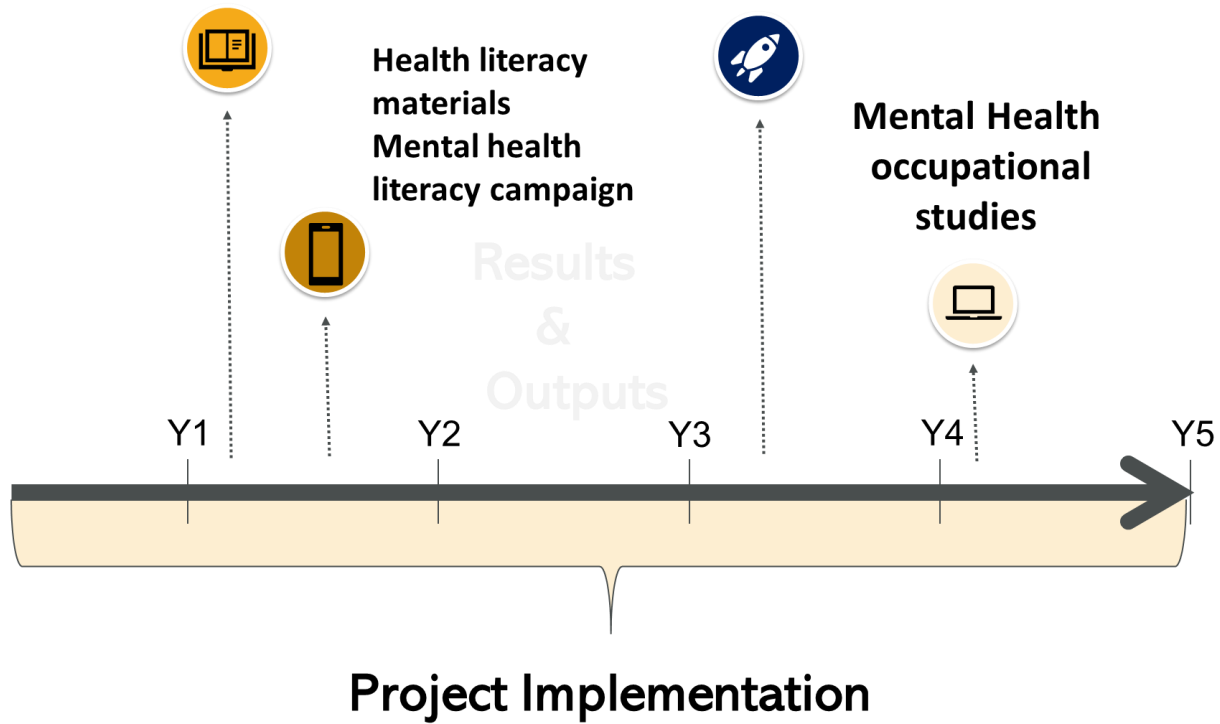 Health literacy
materials
Mental health
literacy campaign
Mental Health
occupational
studies
Results
&
Outputs
Y1 Y2 Y3 Y4 Y5
Project Implementation